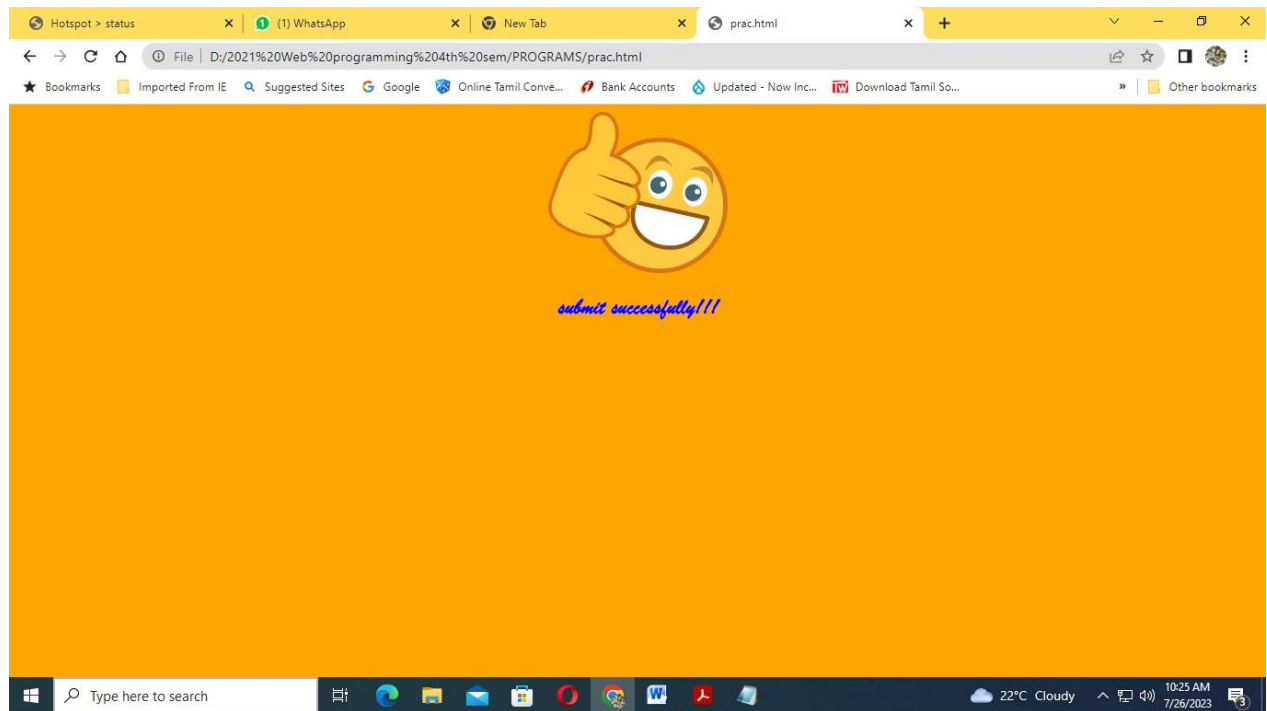 Hotspot > status
(1) WhatsApp
New Tab
prac.html
File | D:/2021%20Web%20programming%204th%20sem/PROGRAMS/prac.html
Bookmarks Imported From IE Suggested Sites Google Online Tamil Conve... Bank Accounts Updated - Now Inc... Download Tamil So... » Other bookmarks
submit successfully!!!
Type here to search
22°C Cloudy
10:25 AM
7/26/2023
3